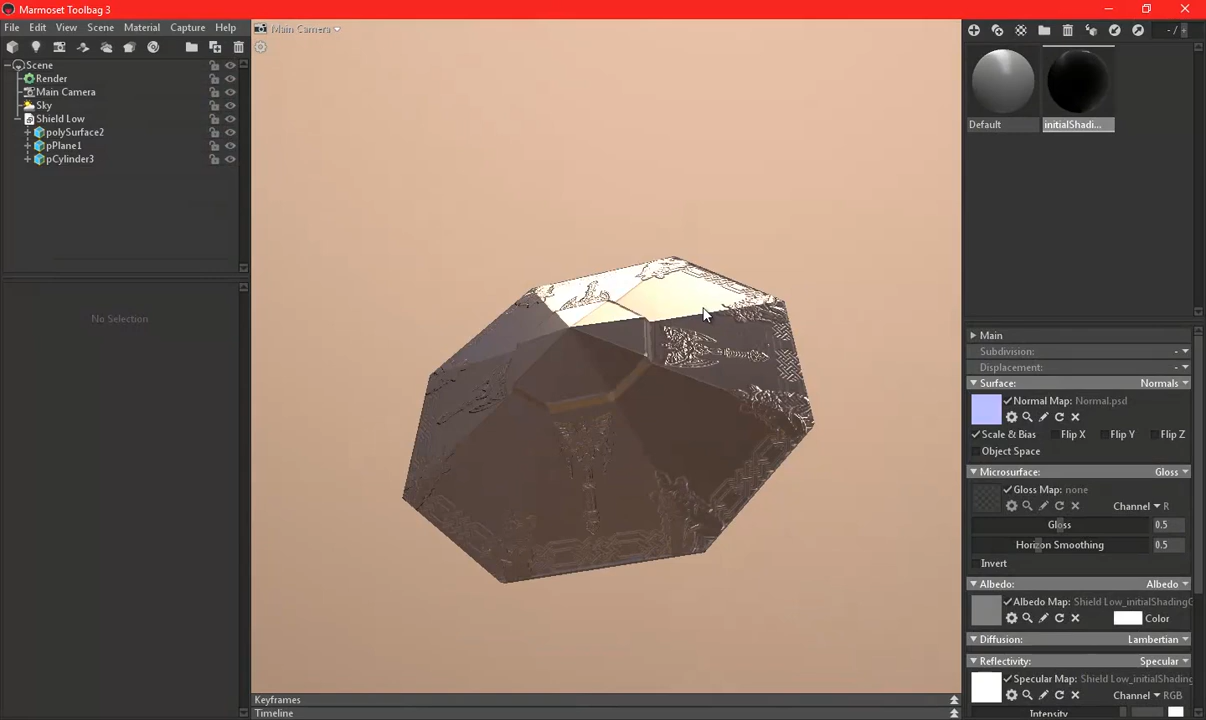 Marmoset Toolbag 3
File Edit View Scene Material Capture Help
Main Camera
- /
Scene
Render
Main Camera
Sky
Shield Low
polySurface2
pPlane1
pCylinder3
No Selection
Default
initialShadi...
Main
Subdivision: -
Displacement: -
Surface: Normals
Normal Map: Normal.psd
Scale & Bias Flip X Flip Y Flip Z
Object Space
Microsurface: Gloss
Gloss Map: none
Channel R
Gloss 0.5
Horizon Smoothing 0.5
Invert
Albedo: Albedo
Albedo Map: Shield Low_initialShadingG
Color
Diffusion: Lambertian
Reflectivity: Specular
Specular Map: Shield Low_initialShading
Channel RGB
Intensity
Keyframes
Timeline